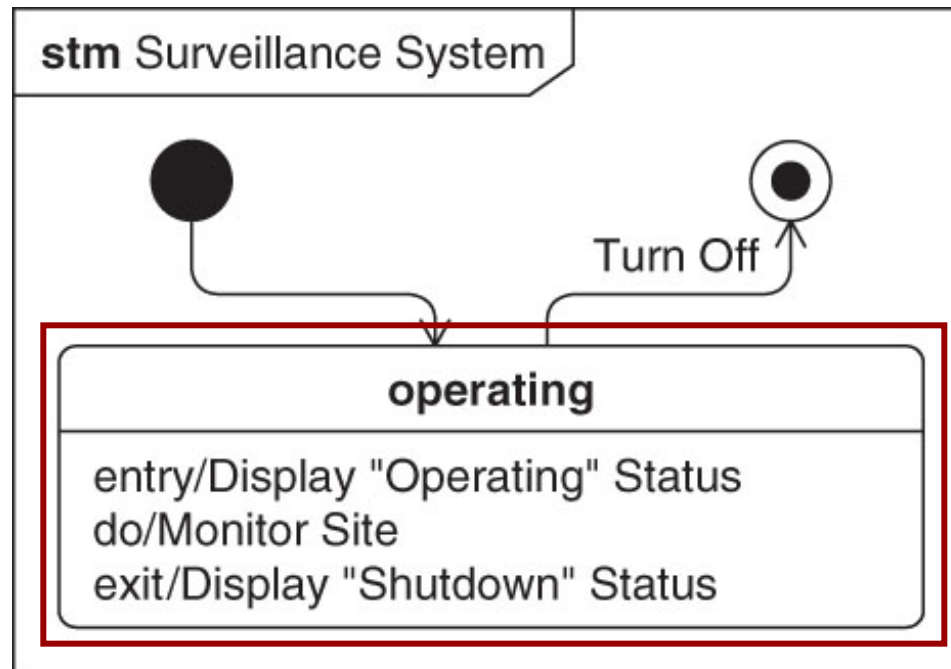 stm Surveillance System
Turn Off
operating
entry/Display "Operating" Status
do/Monitor Site
exit/Display "Shutdown" Status